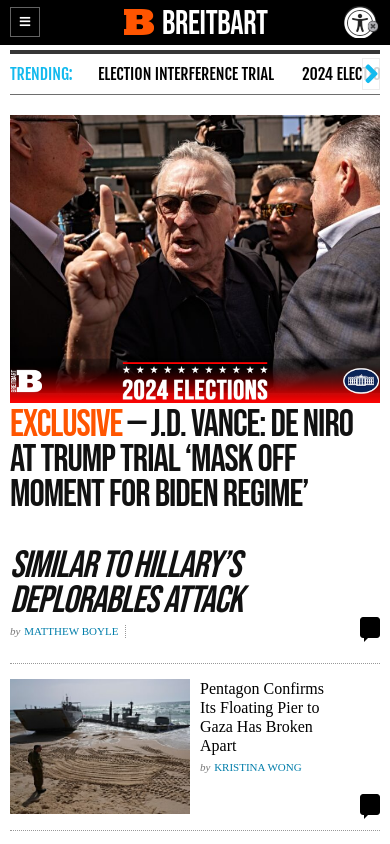 B BREITBART
TRENDING:
ELECTION INTERFERENCE TRIAL
2024 ELEC
BREITBART
B
2024 ELECTIONS
EXCLUSIVE — J.D. VANCE: DE NIRO
AT TRUMP TRIAL ‘MASK OFF
MOMENT FOR BIDEN REGIME’
SIMILAR TO HILLARY’S
DEPLORABLES ATTACK
by MATTHEW BOYLE
Pentagon Confirms
Its Floating Pier to
Gaza Has Broken
Apart
by KRISTINA WONG